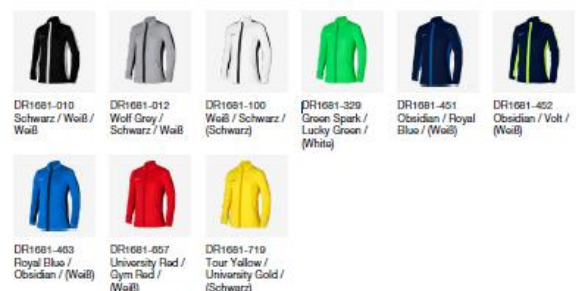 DR1681-010
Schwarz / Weiß /
Weiß
DR1681-012
Wolf Grey /
Schwarz / Weiß
DR1681-100
Weiß / Schwarz /
(Schwarz)
DR1681-329
Green Spark /
Lucky Green /
(White)
DR1681-451
Obsidian / Royal
Blue / (Weiß)
DR1681-452
Obsidian / Volt /
(Weiß)
DR1681-463
Royal Blue /
Obsidian / (Weiß)
DR1681-657
University Red /
Gym Red /
(Weiß)
DR1681-719
Tour Yellow /
University Gold /
(Schwarz)